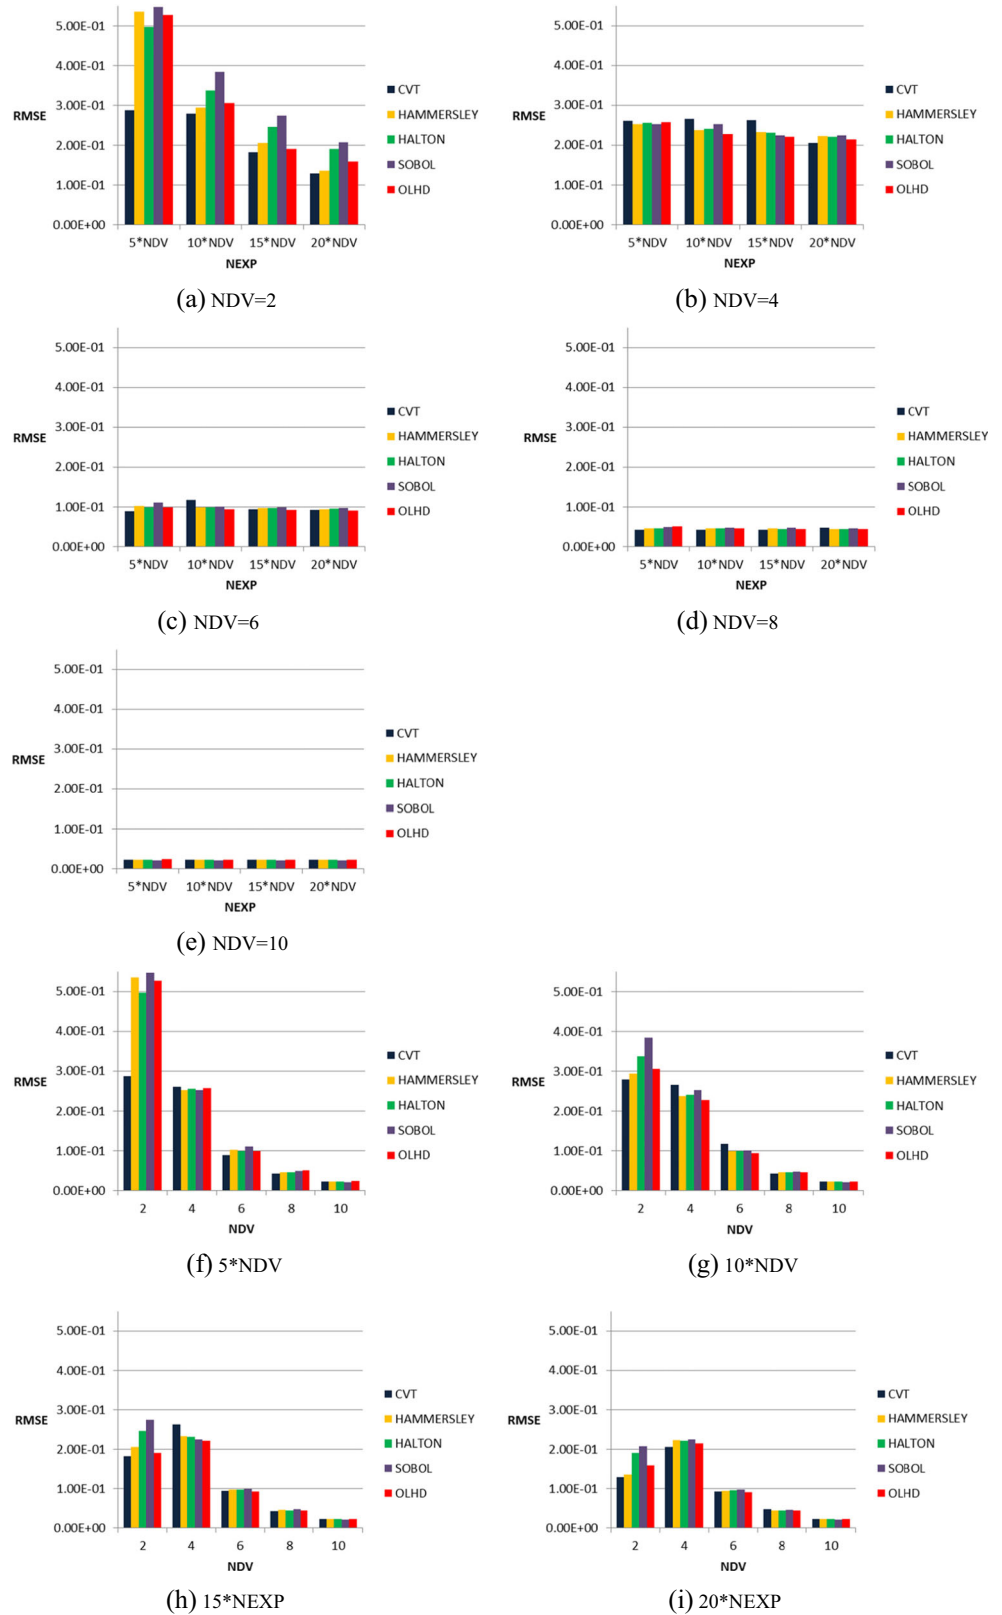 5.00E-01
4.00E-01
3.00E-01
2.00E-01
1.00E-01
0.00E+00
RMSE
5*NDV 10*NDV 15*NDV 20*NDV
NEXP
CVT
HAMMERSLEY
HALTON
SOBOL
OLHD
(a) NDV=2
5.00E-01
4.00E-01
3.00E-01
2.00E-01
1.00E-01
0.00E+00
RMSE
5*NDV 10*NDV 15*NDV 20*NDV
NEXP
CVT
HAMMERSLEY
HALTON
SOBOL
OLHD
(b) NDV=4
5.00E-01
4.00E-01
3.00E-01
2.00E-01
1.00E-01
0.00E+00
RMSE
5*NDV 10*NDV 15*NDV 20*NDV
NEXP
CVT
HAMMERSLEY
HALTON
SOBOL
OLHD
(c) NDV=6
5.00E-01
4.00E-01
3.00E-01
2.00E-01
1.00E-01
0.00E+00
RMSE
5*NDV 10*NDV 15*NDV 20*NDV
NEXP
CVT
HAMMERSLEY
HALTON
SOBOL
OLHD
(d) NDV=8
5.00E-01
4.00E-01
3.00E-01
2.00E-01
1.00E-01
0.00E+00
RMSE
5*NDV 10*NDV 15*NDV 20*NDV
NEXP
CVT
HAMMERSLEY
HALTON
SOBOL
OLHD
(e) NDV=10
5.00E-01
4.00E-01
3.00E-01
2.00E-01
1.00E-01
0.00E+00
RMSE
2 4 6 8 10
NDV
CVT
HAMMERSLEY
HALTON
SOBOL
OLHD
(f) 5*NDV
5.00E-01
4.00E-01
3.00E-01
2.00E-01
1.00E-01
0.00E+00
RMSE
2 4 6 8 10
NDV
CVT
HAMMERSLEY
HALTON
SOBOL
OLHD
(g) 10*NDV
5.00E-01
4.00E-01
3.00E-01
2.00E-01
1.00E-01
0.00E+00
RMSE
2 4 6 8 10
NDV
CVT
HAMMERSLEY
HALTON
SOBOL
OLHD
(h) 15*NEXP
5.00E-01
4.00E-01
3.00E-01
2.00E-01
1.00E-01
0.00E+00
RMSE
2 4 6 8 10
NDV
CVT
HAMMERSLEY
HALTON
SOBOL
OLHD
(i) 20*NEXP